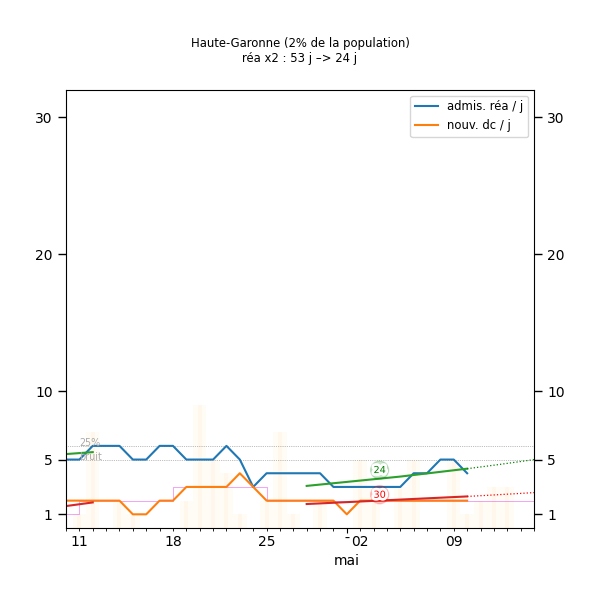 Haute-Garonne (2% de la population)
réa x2 : 53 j –> 24 j
admis. réa / j
nouv. dc / j
30 30
20 20
10 10
25%
bruit
5 5
24
30
1 1
11 18 25 02 09
mai